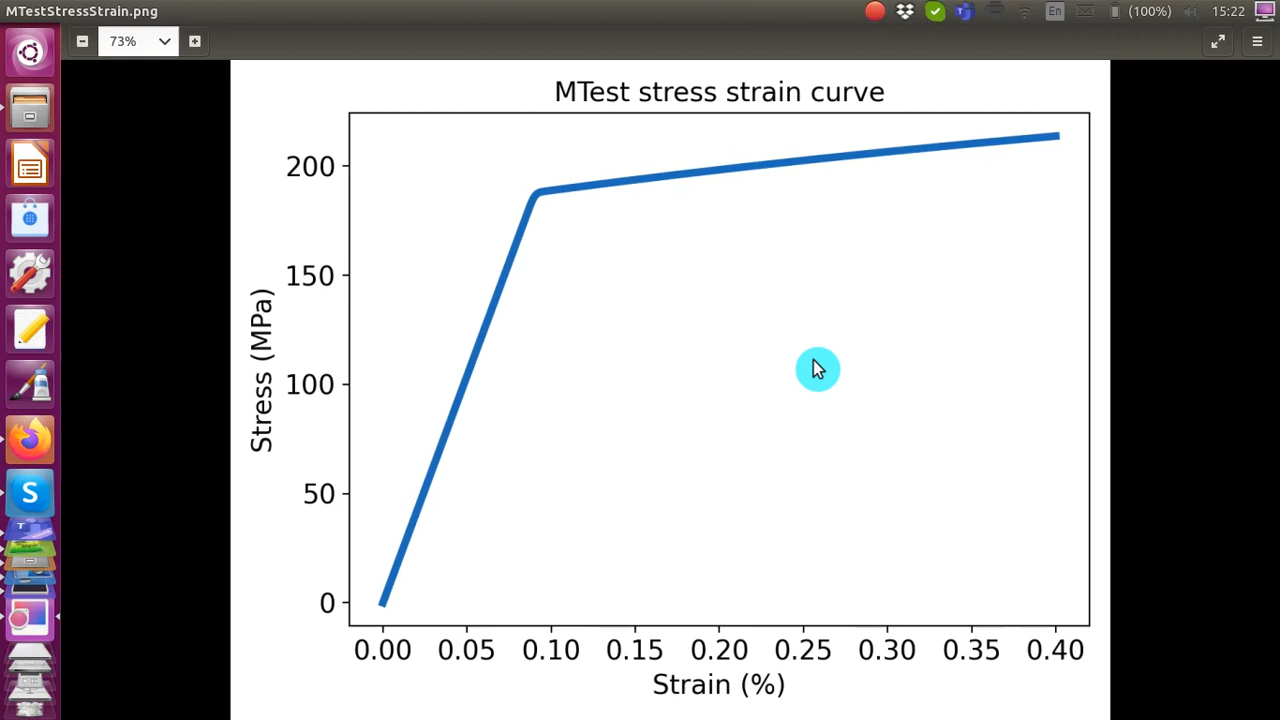 MTestStressStrain.png
En
(100%)
15:22
73%
MTest stress strain curve
200
150
100
50
0
Stress (MPa)
0.00 0.05 0.10 0.15 0.20 0.25 0.30 0.35 0.40
Strain (%)
S
T